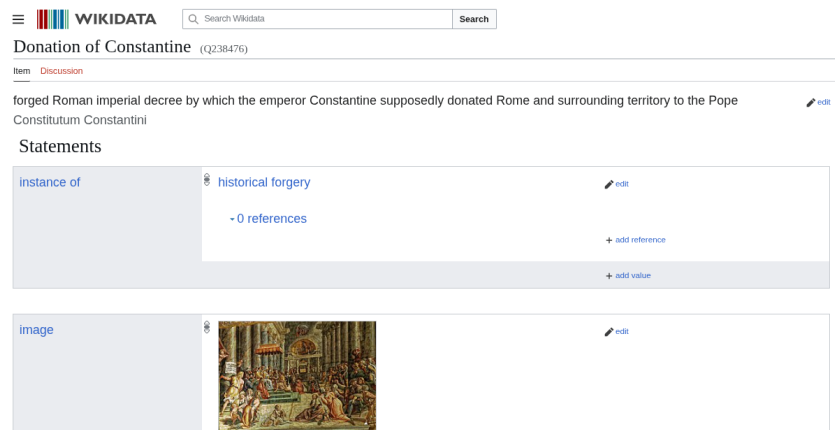 WIKIDATA
Search Wikidata
Search
Donation of Constantine (Q238476)
Item Discussion
forged Roman imperial decree by which the emperor Constantine supposedly donated Rome and surrounding territory to the Pope
edit
Constitutum Constantini
Statements
instance of
historical forgery
edit
0 references
+ add reference
+ add value
image
edit